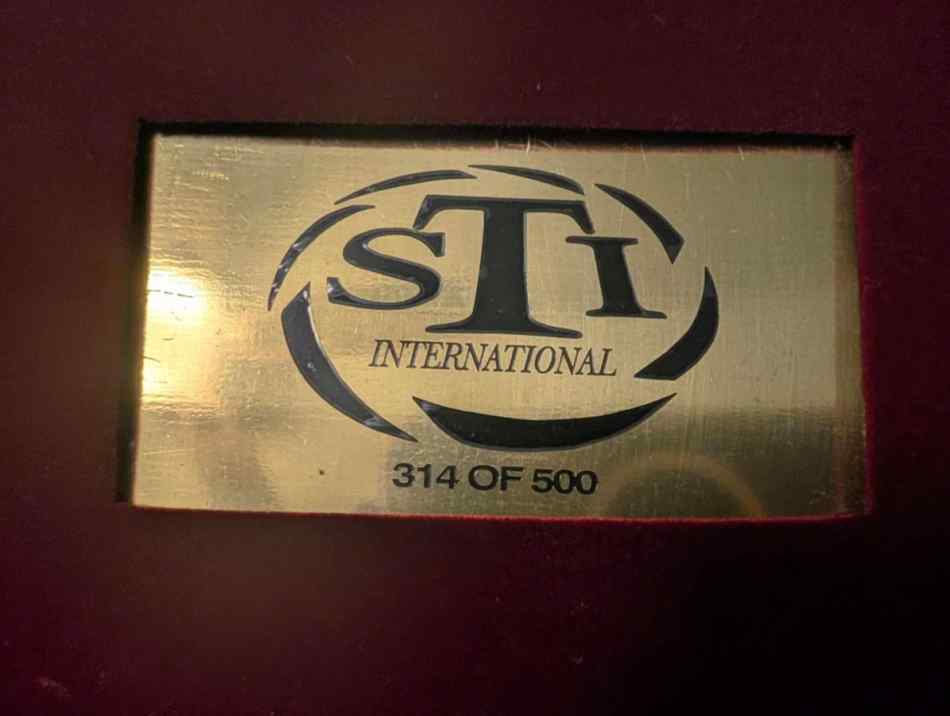 STI
INTERNATIONAL
314 OF 500